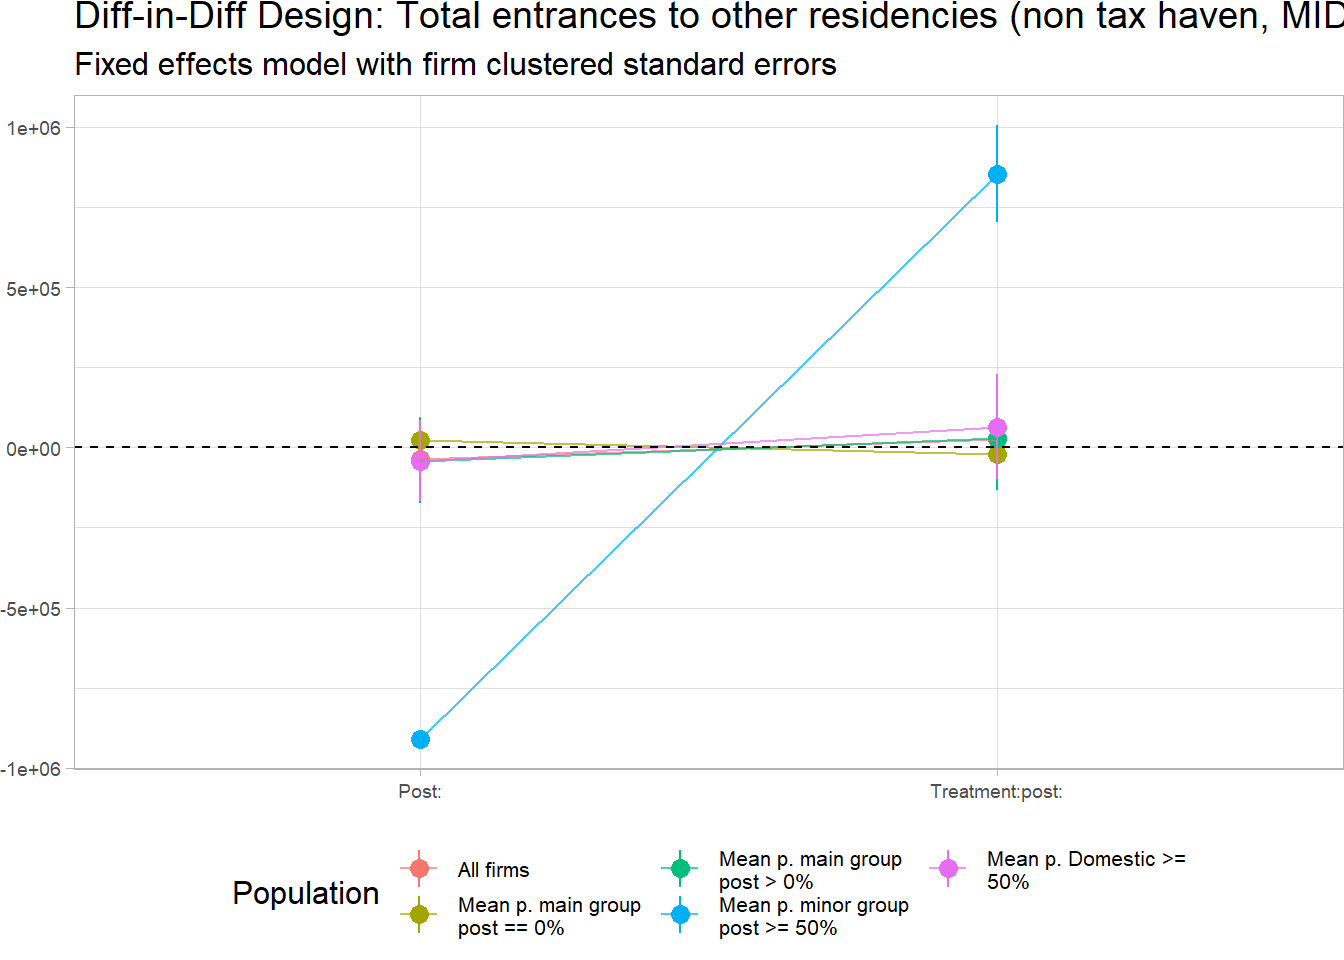 Diff-in-Diff Design: Total entrances to other residencies (non tax haven, MID
Fixed effects model with firm clustered standard errors
1e+06
5e+05
0e+00
-5e+05
-1e+06
Post:
Treatment:post:
Population
All firms
Mean p. main group
post == 0%
Mean p. main group
post > 0%
Mean p. minor group
post >= 50%
Mean p. Domestic >=
50%